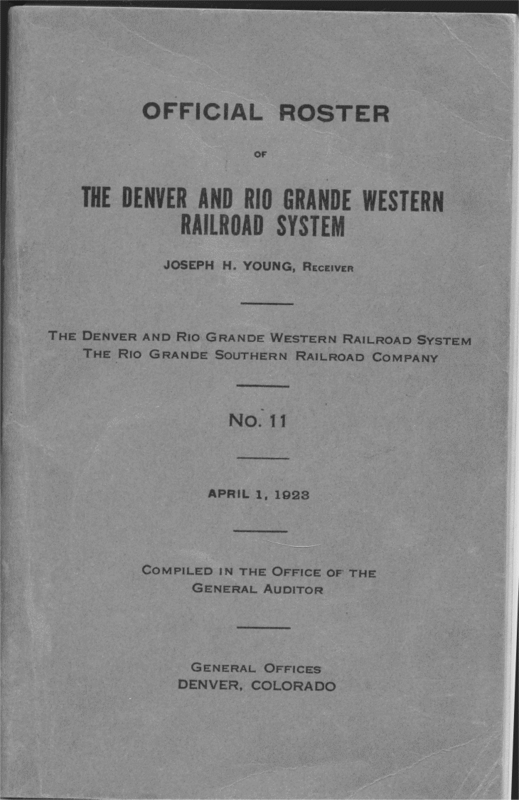 OFFICIAL ROSTER
OF
THE DENVER AND RIO GRANDE WESTERN
RAILROAD SYSTEM
JOSEPH H. YOUNG, RECEIVER
THE DENVER AND RIO GRANDE WESTERN RAILROAD SYSTEM
THE RIO GRANDE SOUTHERN RAILROAD COMPANY
No. 11
APRIL 1, 1923
COMPILED IN THE OFFICE OF THE
GENERAL AUDITOR
GENERAL OFFICES
DENVER, COLORADO